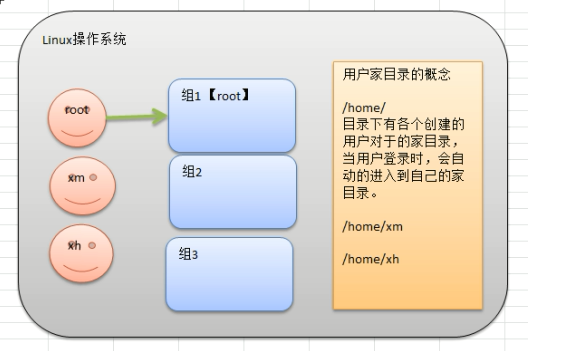 Linux操作系统
root
xm
xh
组1【root】
组2
组3
用户家目录的概念
/home/
目录下有各个创建的
用户对于的家目录，
当用户登录时，会自
动的进入到自己的家
目录。
/home/xm
/home/xh